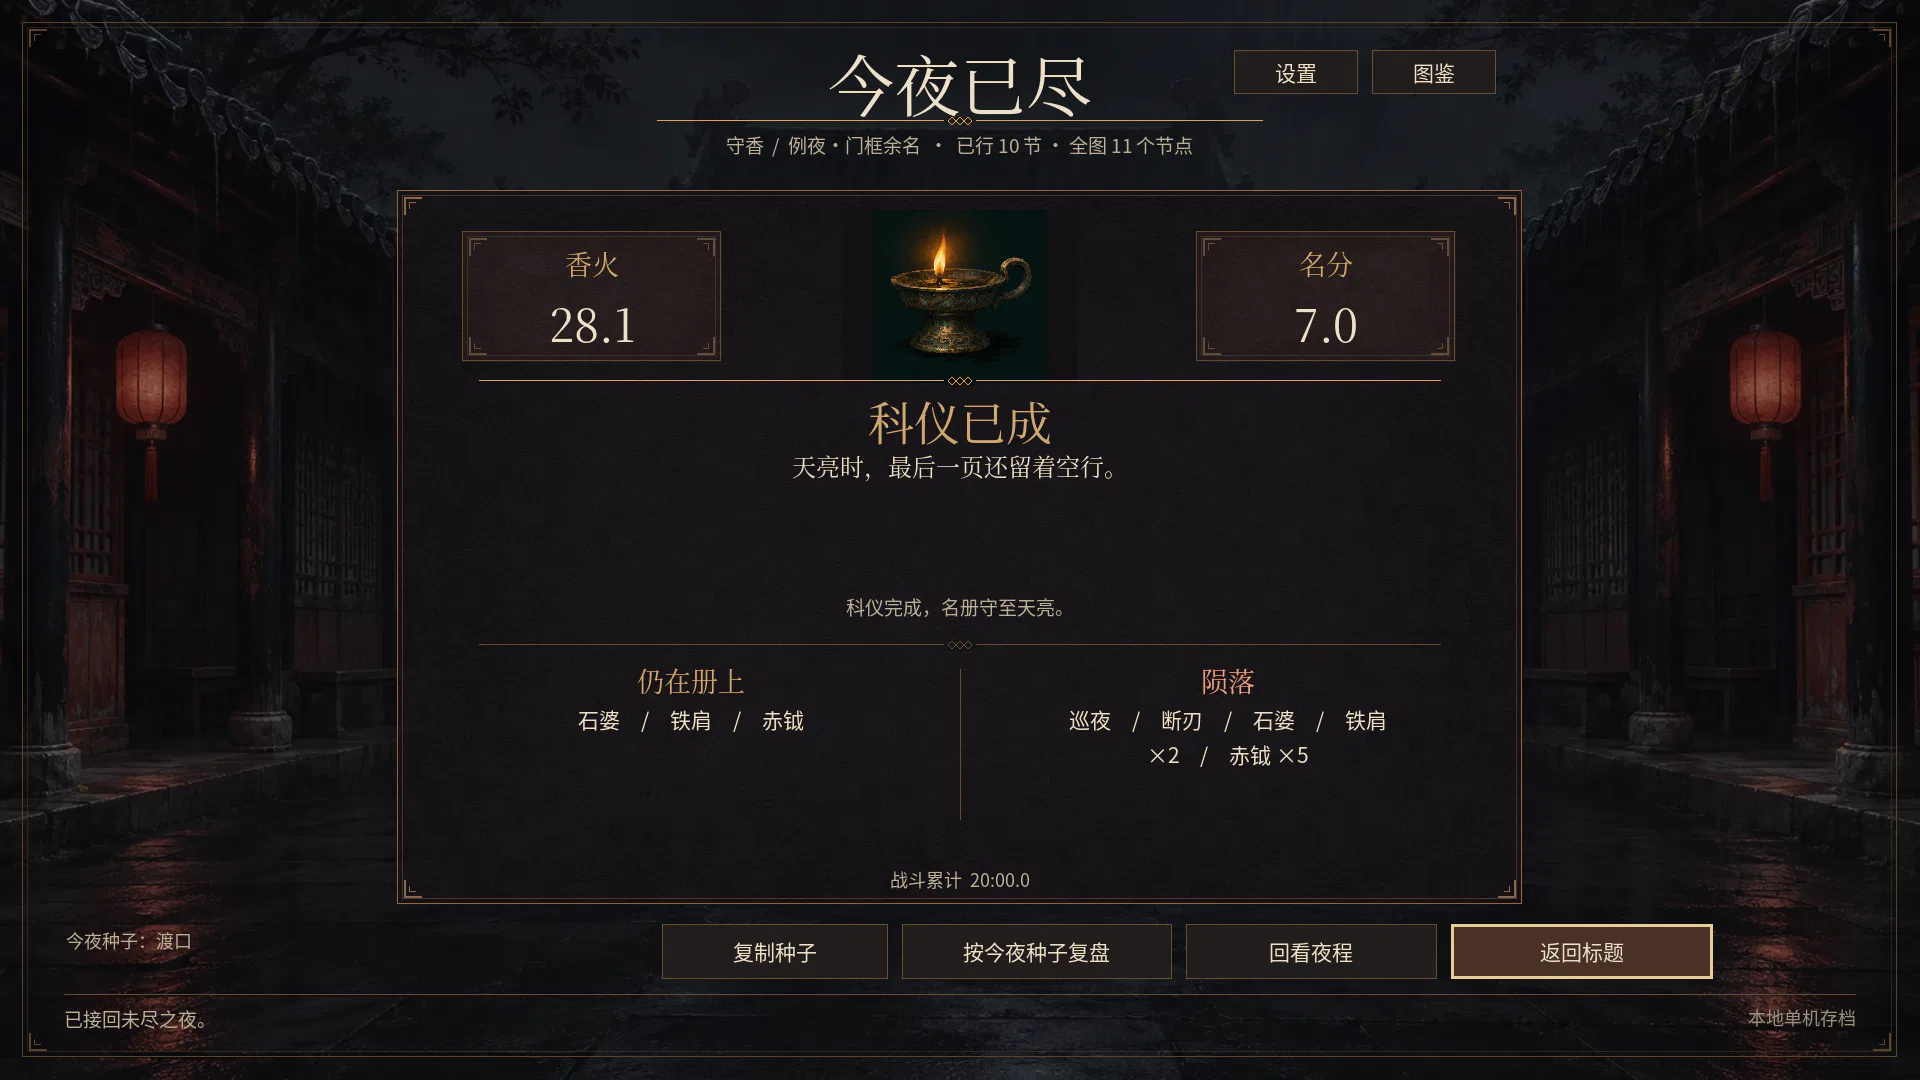 今夜已尽
设置
图鉴
守香 / 例夜·门框余名 · 已行 10 节 · 全图 11 个节点
香火
28.1
名分
7.0
科仪已成
天亮时，最后一页还留着空行。
科仪完成，名册守至天亮。
仍在册上
石婆 / 铁肩 / 赤钺
陨落
巡夜 / 断刃 / 石婆 / 铁肩
×2 / 赤钺 ×5
战斗累计 20:00.0
今夜种子：渡口
复制种子
按今夜种子复盘
回看夜程
返回标题
已接回未尽之夜。
本地单机存档